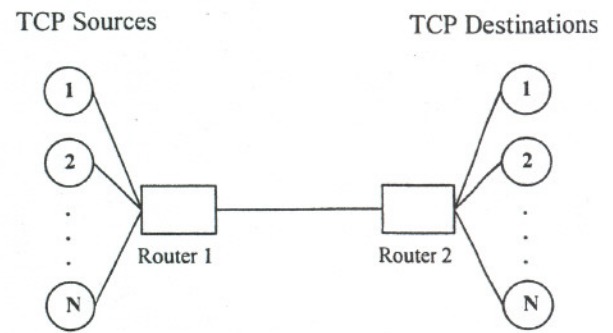 TCP Sources
TCP Destinations
1
1
2
2
Router 1
Router 2
N
N